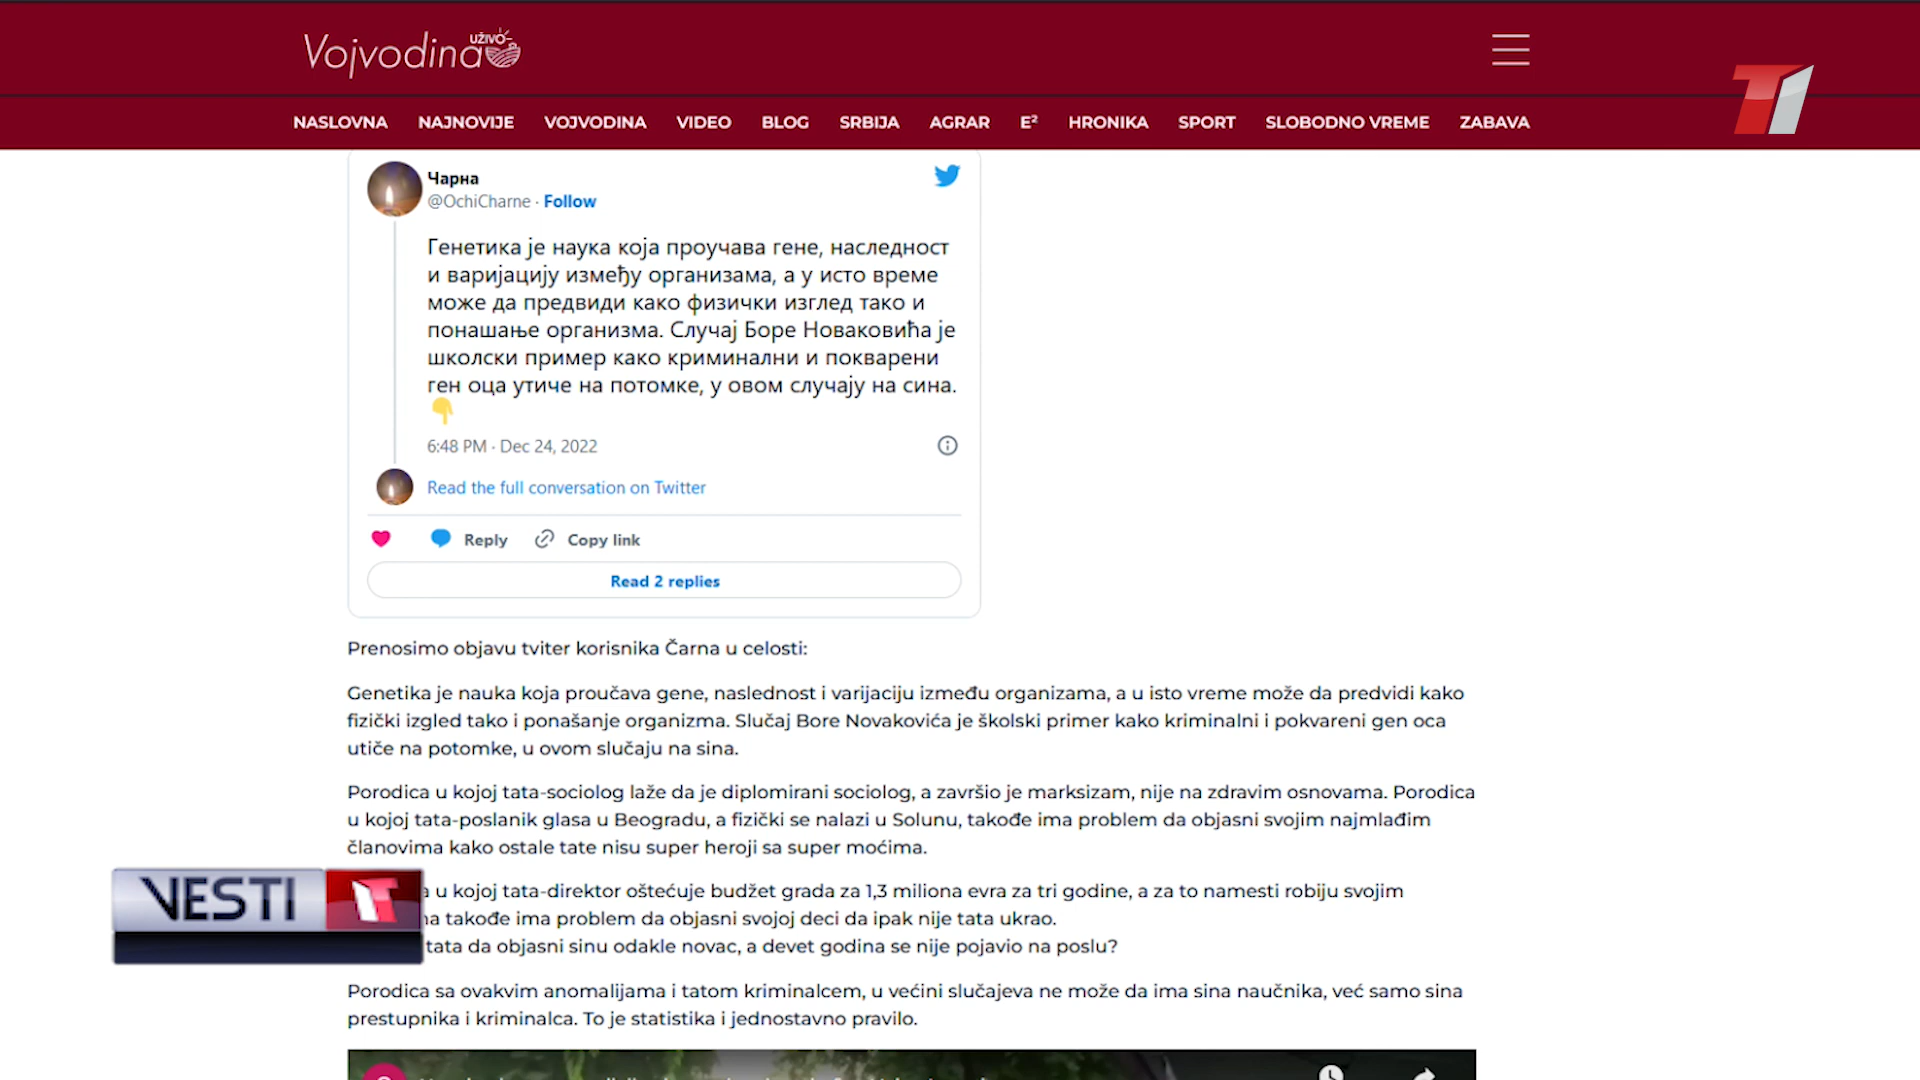 Vojvodina UŽIVO
T1
NASLOVNA NAJNOVIJE VOJVODINA VIDEO BLOG SRBIJA AGRAR E² HRONIKA SPORT SLOBODNO VREME ZABAVA
Чарна
@OchiCharne · Follow
Генетика је наука која проучава гене, наследност
и варијацију између организама, а у исто време
може да предвиди како физички изглед тако и
понашање организма. Случај Боре Новаковића је
школски пример како криминални и покварени
ген оца утиче на потомке, у овом случају на сина.
👇
6:48 PM · Dec 24, 2022
Read the full conversation on Twitter
Reply Copy link
Read 2 replies
Prenosimo objavu tviter korisnika Čarna u celosti:
Genetika je nauka koja proučava gene, naslednost i varijaciju između organizama, a u isto vreme može da predvidi kako
fizički izgled tako i ponašanje organizma. Slučaj Bore Novakovića je školski primer kako kriminalni i pokvareni gen oca
utiče na potomke, u ovom slučaju na sina.
Porodica u kojoj tata-sociolog laže da je diplomirani sociolog, a završio je marksizam, nije na zdravim osnovama. Porodica
u kojoj tata-poslanik glasa u Beogradu, a fizički se nalazi u Solunu, takođe ima problem da objasni svojim najmlađim
članovima kako ostale tate nisu super heroji sa super moćima.
u kojoj tata-direktor oštećuje budžet grada za 1,3 miliona evra za tri godine, a za to namesti robiju svojim
takođe ima problem da objasni svojoj deci da ipak nije tata ukrao.
tata da objasni sinu odakle novac, a devet godina se nije pojavio na poslu?
VESTI T1
Porodica sa ovakvim anomalijama i tatom kriminalcem, u većini slučajeva ne može da ima sina naučnika, već samo sina
prestupnika i kriminalca. To je statistika i jednostavno pravilo.